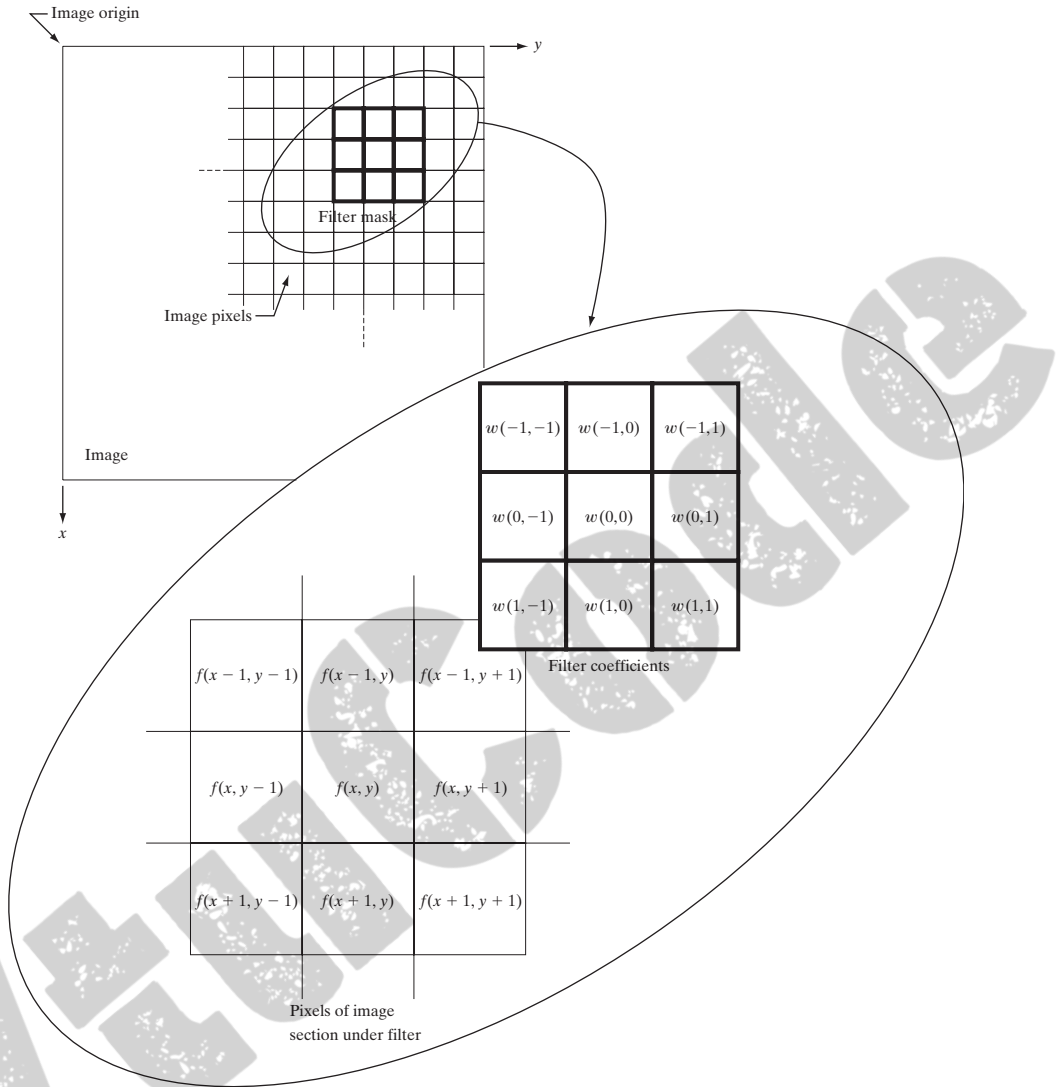 Image origin
y
Filter mask
Image pixels
Image
x
w(−1,−1) w(−1,0) w(−1,1)
w(0,−1) w(0,0) w(0,1)
w(1,−1) w(1,0) w(1,1)
Filter coefficients
f(x − 1, y − 1) f(x − 1, y) f(x − 1, y + 1)
f(x, y − 1) f(x, y) f(x, y + 1)
f(x + 1, y − 1) f(x + 1, y) f(x + 1, y + 1)
Pixels of image
section under filter